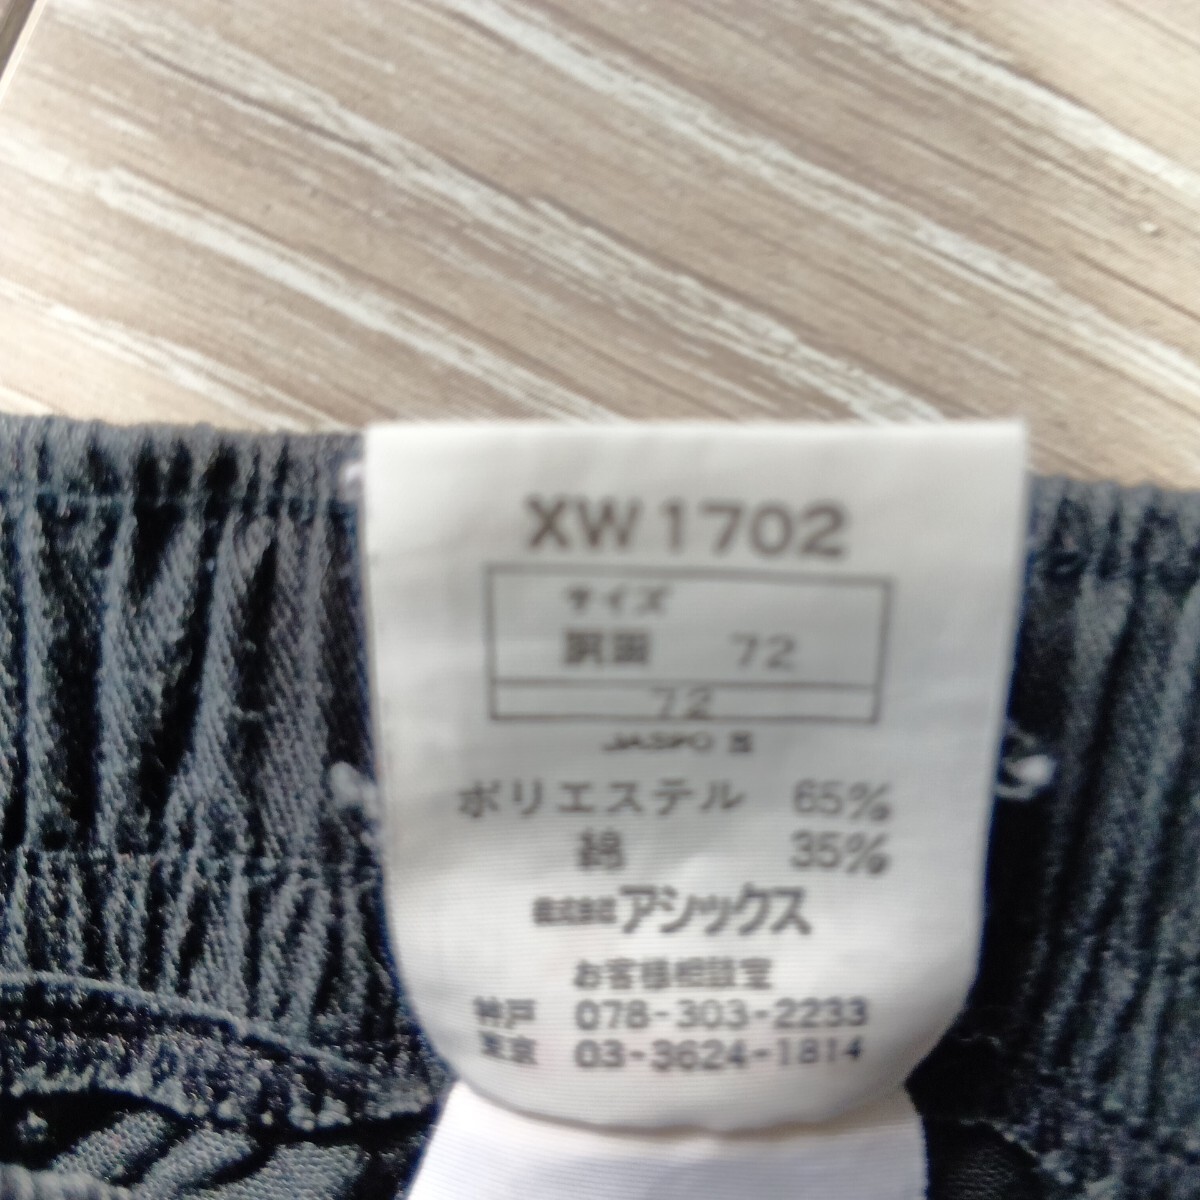 XW1702
サイズ
胴囲 72
72
JASPO
ポリエステル 65%
綿 35%
株式会社アシックス
お客様相談室
神戸 078-303-2233
東京 03-3624-1814